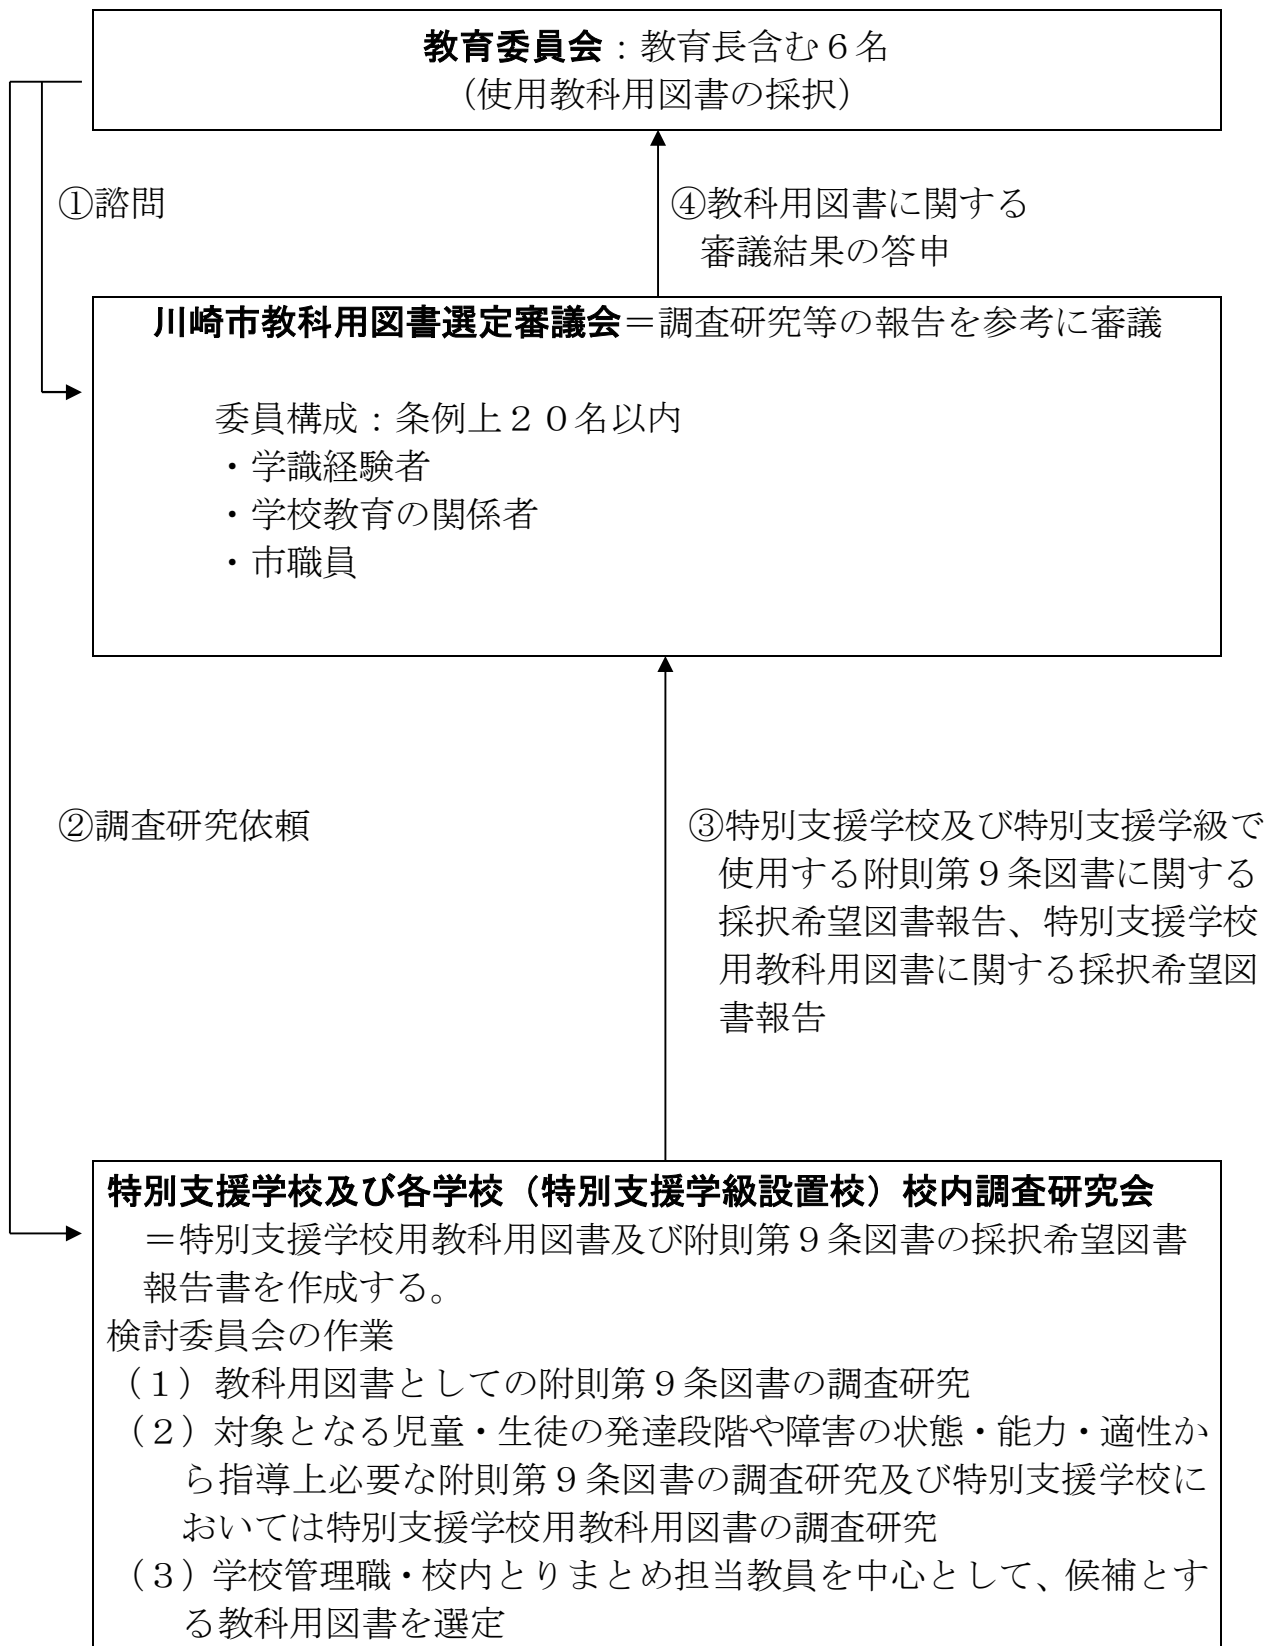 教育委員会：教育長含む６名
（使用教科用図書の採択）
①諮問
④教科用図書に関する
審議結果の答申
川崎市教科用図書選定審議会＝調査研究等の報告を参考に審議
委員構成：条例上２０名以内
・学識経験者
・学校教育の関係者
・市職員
②調査研究依頼
③特別支援学校及び特別支援学級で
使用する附則第９条図書に関する
採択希望図書報告、特別支援学校
用教科用図書に関する採択希望図
書報告
特別支援学校及び各学校（特別支援学級設置校）校内調査研究会
＝特別支援学校用教科用図書及び附則第９条図書の採択希望図書
報告書を作成する。
検討委員会の作業
（１）教科用図書としての附則第９条図書の調査研究
（２）対象となる児童・生徒の発達段階や障害の状態・能力・適性か
ら指導上必要な附則第９条図書の調査研究及び特別支援学校に
おいては特別支援学校用教科用図書の調査研究
（３）学校管理職・校内とりまとめ担当教員を中心として、候補とす
る教科用図書を選定